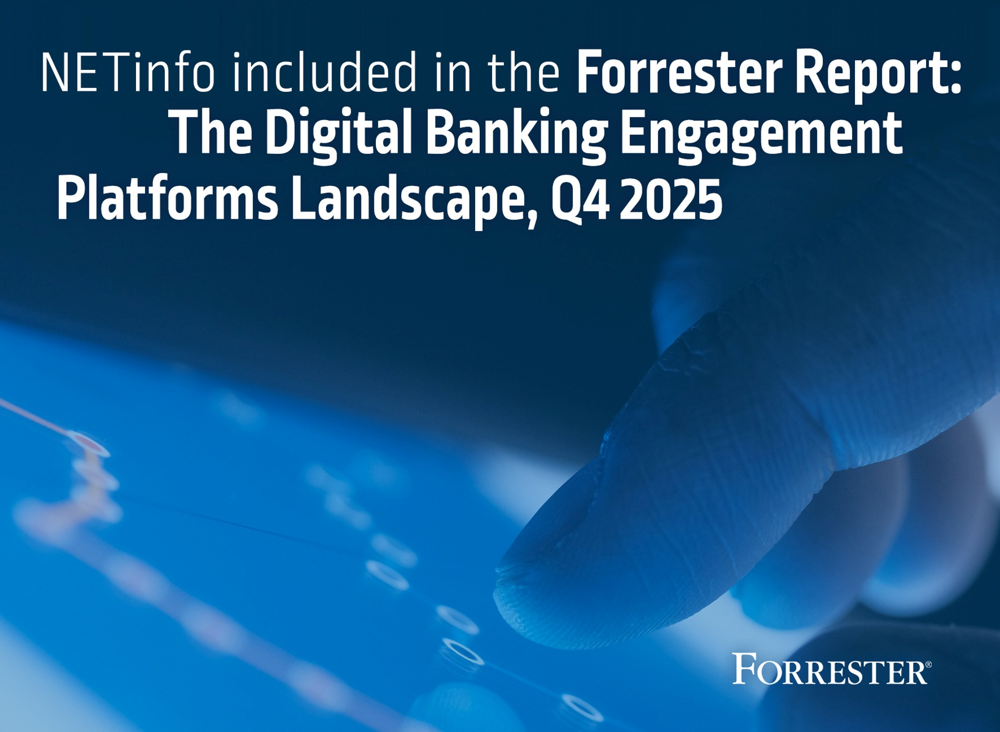 NETinfo included in the Forrester Report:
The Digital Banking Engagement
Platforms Landscape, Q4 2025
FORRESTER®